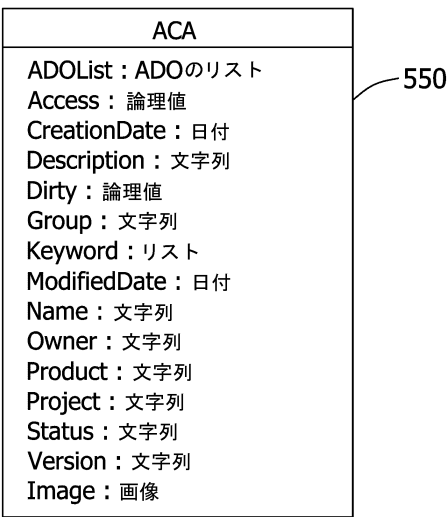 ACA
ADOList：ADOのリスト
550
Access：論理値
CreationDate：日付
Description：文字列
Dirty：論理値
Group：文字列
Keyword：リスト
ModifiedDate：日付
Name：文字列
Owner：文字列
Product：文字列
Project：文字列
Status：文字列
Version：文字列
Image：画像